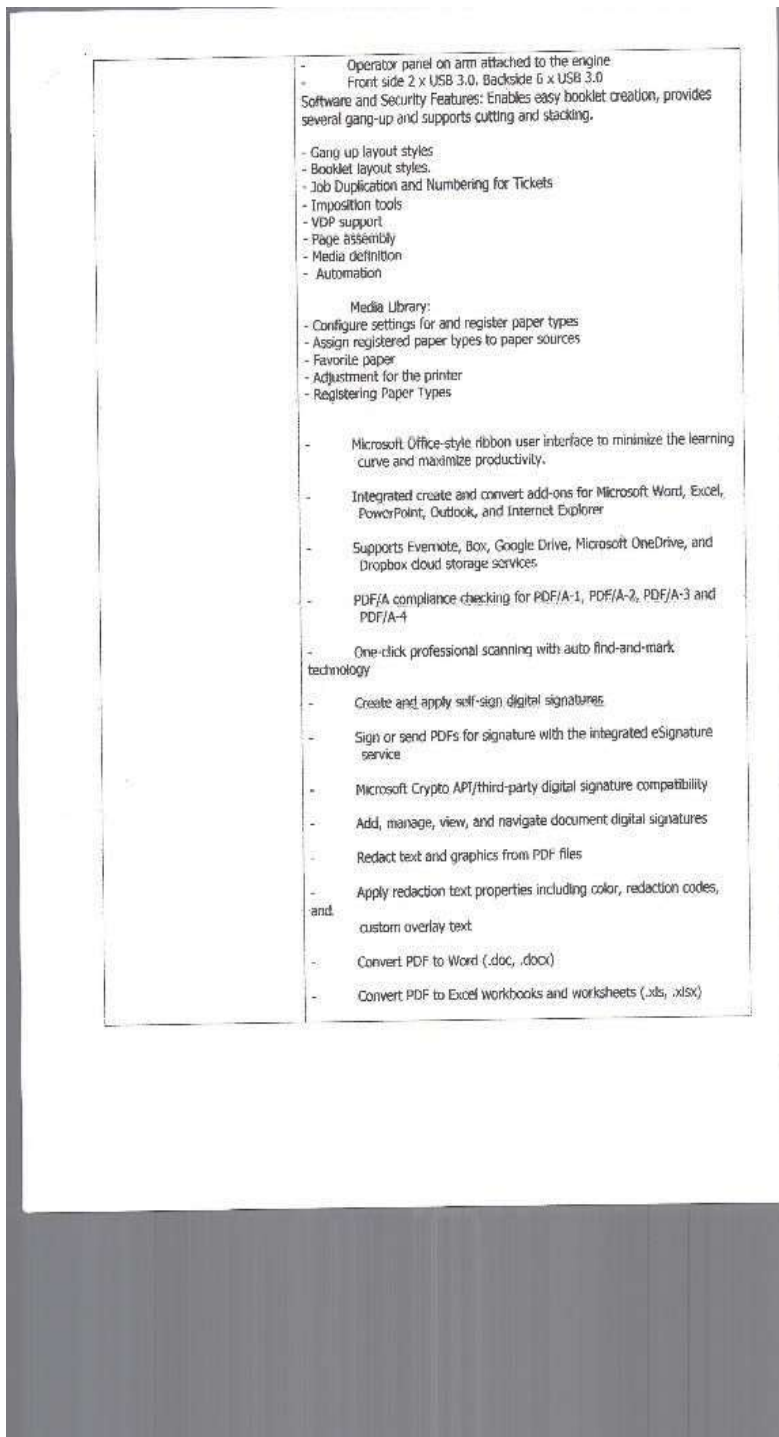 - Operator panel on arm attached to the engine
- Front side 2 x USB 3.0, Backside 6 x USB 3.0
Software and Security Features: Enables easy booklet creation, provides
several gang-up and supports cutting and stacking.
- Gang up layout styles
- Booklet layout styles.
- Job Duplication and Numbering for Tickets
- Imposition tools
- VDP support
- Page assembly
- Media definition
- Automation
Media Library:
- Configure settings for and register paper types
- Assign registered paper types to paper sources
- Favorite paper
- Adjustment for the printer
- Registering Paper Types
- Microsoft Office-style ribbon user interface to minimize the learning
curve and maximize productivity.
- Integrated create and convert add-ons for Microsoft Word, Excel,
PowerPoint, Outlook, and Internet Explorer
- Supports Evernote, Box, Google Drive, Microsoft OneDrive, and
Dropbox cloud storage services
- PDF/A compliance checking for PDF/A-1, PDF/A-2, PDF/A-3 and
PDF/A-4
- One-click professional scanning with auto find-and-mark
technology
- Create and apply self-sign digital signatures
- Sign or send PDFs for signature with the integrated eSignature
service
- Microsoft Crypto API/third-party digital signature compatibility
- Add, manage, view, and navigate document digital signatures
- Redact text and graphics from PDF files
- Apply redaction text properties including color, redaction codes,
and
custom overlay text
- Convert PDF to Word (.doc, .docx)
- Convert PDF to Excel workbooks and worksheets (.xls, .xlsx)